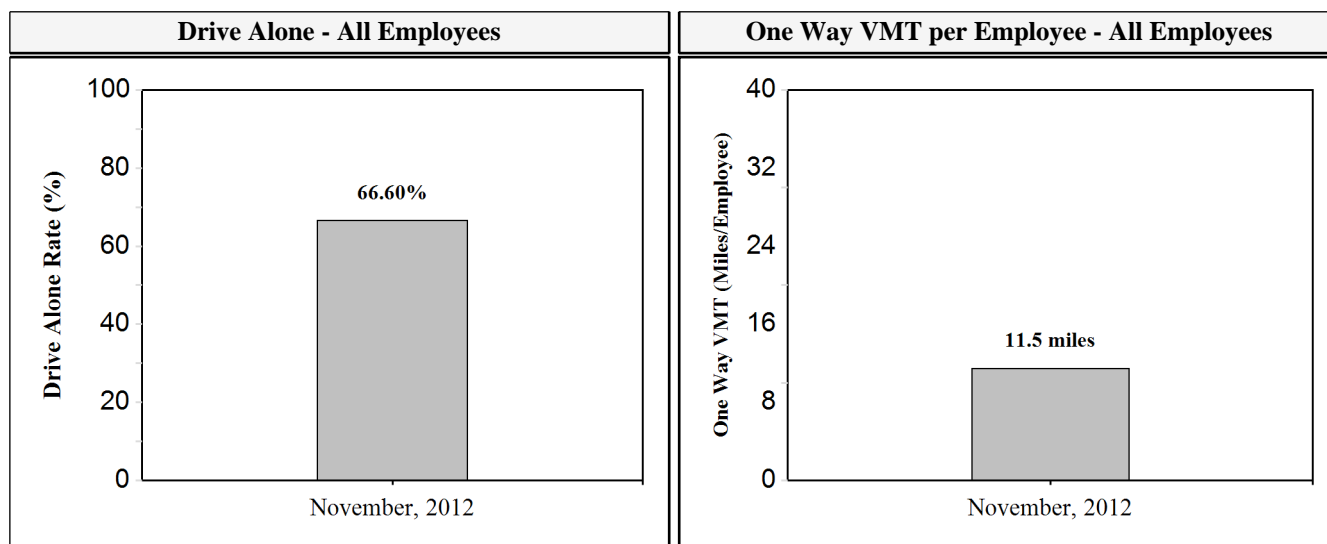 Drive Alone - All Employees
Drive Alone Rate (%)
100
80
60
40
20
0
66.60%
November, 2012
One Way VMT per Employee - All Employees
One Way VMT (Miles/Employee)
40
32
24
16
8
0
11.5 miles
November, 2012